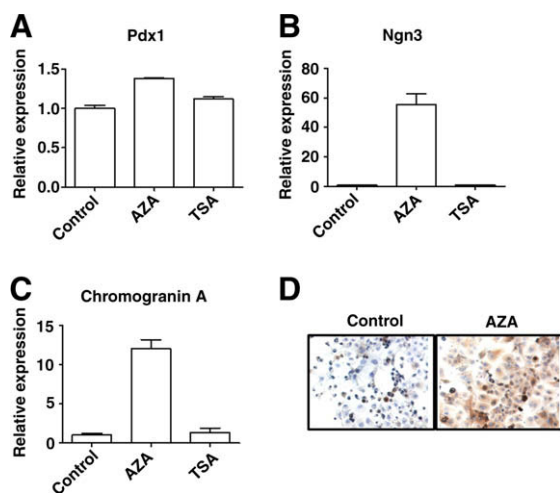 A
Pdx1
Relative expression
1.5
1.0
0.5
0.0
Control
AZA
TSA
B
Ngn3
Relative expression
80
60
40
20
0
Control
AZA
TSA
C
Chromogranin A
Relative expression
15
10
5
0
Control
AZA
TSA
D
Control
AZA